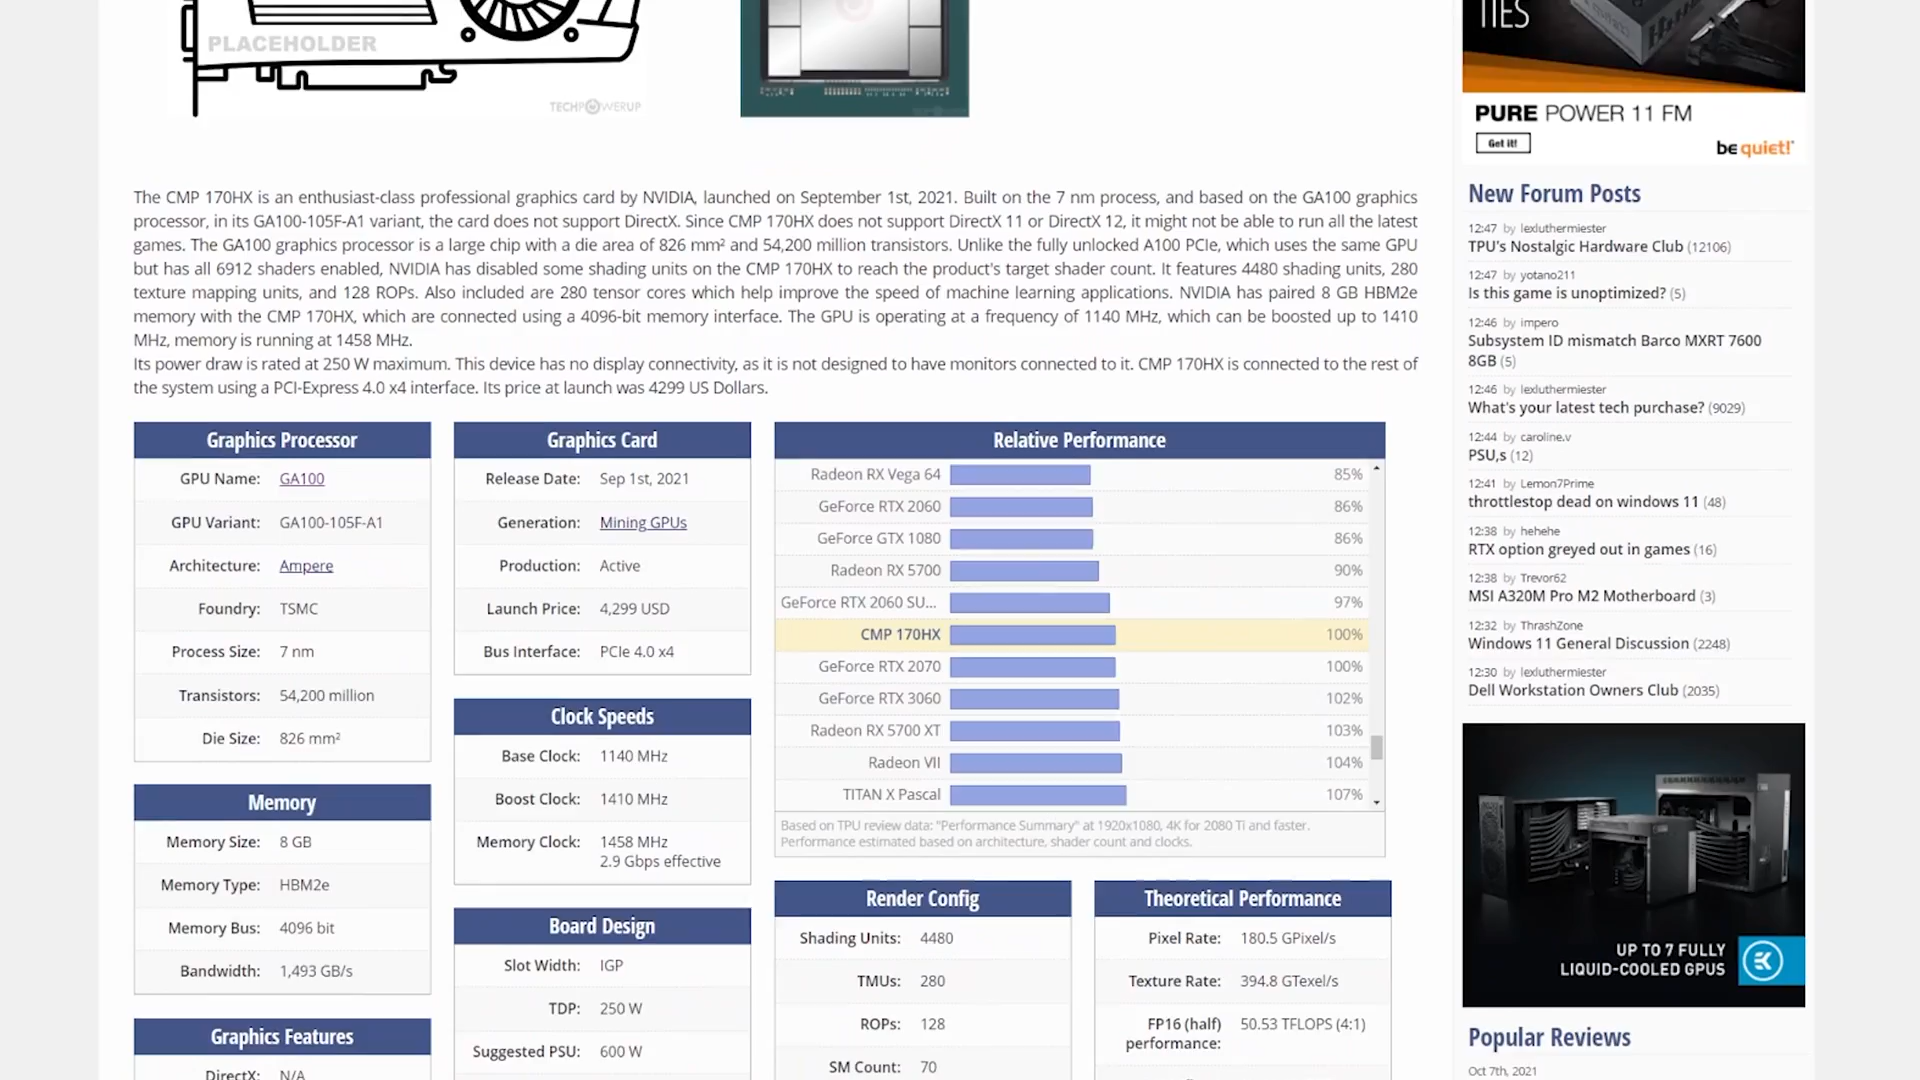 PLACEHOLDER
TECHPOWERUP
The CMP 170HX is an enthusiast-class professional graphics card by NVIDIA, launched on September 1st, 2021. Built on the 7 nm process, and based on the GA100 graphics
processor, in its GA100-105F-A1 variant, the card does not support DirectX. Since CMP 170HX does not support DirectX 11 or DirectX 12, it might not be able to run all the latest
games. The GA100 graphics processor is a large chip with a die area of 826 mm² and 54,200 million transistors. Unlike the fully unlocked A100 PCIe, which uses the same GPU
but has all 6912 shaders enabled, NVIDIA has disabled some shading units on the CMP 170HX to reach the product's target shader count. It features 4480 shading units, 280
texture mapping units, and 128 ROPs. Also included are 280 tensor cores which help improve the speed of machine learning applications. NVIDIA has paired 8 GB HBM2e
memory with the CMP 170HX, which are connected using a 4096-bit memory interface. The GPU is operating at a frequency of 1140 MHz, which can be boosted up to 1410
MHz, memory is running at 1458 MHz.
Its power draw is rated at 250 W maximum. This device has no display connectivity, as it is not designed to have monitors connected to it. CMP 170HX is connected to the rest of
the system using a PCI-Express 4.0 x4 interface. Its price at launch was 4299 US Dollars.
Graphics Processor
GPU Name: GA100
GPU Variant: GA100-105F-A1
Architecture: Ampere
Foundry: TSMC
Process Size: 7 nm
Transistors: 54,200 million
Die Size: 826 mm²
Memory
Memory Size: 8 GB
Memory Type: HBM2e
Memory Bus: 4096 bit
Bandwidth: 1,493 GB/s
Graphics Features
DirectX: N/A
Graphics Card
Release Date: Sep 1st, 2021
Generation: Mining GPUs
Production: Active
Launch Price: 4,299 USD
Bus Interface: PCIe 4.0 x4
Clock Speeds
Base Clock: 1140 MHz
Boost Clock: 1410 MHz
Memory Clock: 1458 MHz
2.9 Gbps effective
Board Design
Slot Width: IGP
TDP: 250 W
Suggested PSU: 600 W
Relative Performance
Radeon RX Vega 64 85%
GeForce RTX 2060 86%
GeForce GTX 1080 86%
Radeon RX 5700 90%
GeForce RTX 2060 SU... 97%
CMP 170HX 100%
GeForce RTX 2070 100%
GeForce RTX 3060 102%
Radeon RX 5700 XT 103%
Radeon VII 104%
TITAN X Pascal 107%
Based on TPU review data: "Performance Summary" at 1920x1080, 4K for 2080 Ti and faster.
Performance estimated based on architecture, shader count and clocks.
Render Config
Shading Units: 4480
TMUs: 280
ROPs: 128
SM Count: 70
Theoretical Performance
Pixel Rate: 180.5 GPixel/s
Texture Rate: 394.8 GTexel/s
FP16 (half) 50.53 TFLOPS (4:1)
performance:
TIES
PURE POWER 11 FM
Get it!
be quiet!
New Forum Posts
12:47 by lexluthermiester
TPU's Nostalgic Hardware Club (12106)
12:47 by yotano211
Is this game is unoptimized? (5)
12:46 by impero
Subsystem ID mismatch Barco MXRT 7600
8GB (5)
12:46 by lexluthermiester
What's your latest tech purchase? (9029)
12:44 by caroline.v
PSU,s (12)
12:41 by Lemon7Prime
throttlestop dead on windows 11 (48)
12:38 by hehehe
RTX option greyed out in games (16)
12:38 by Trevor62
MSI A320M Pro M2 Motherboard (3)
12:32 by ThrashZone
Windows 11 General Discussion (2248)
12:30 by lexluthermiester
Dell Workstation Owners Club (2035)
UP TO 7 FULLY
LIQUID-COOLED GPUS
Popular Reviews
Oct 7th, 2021